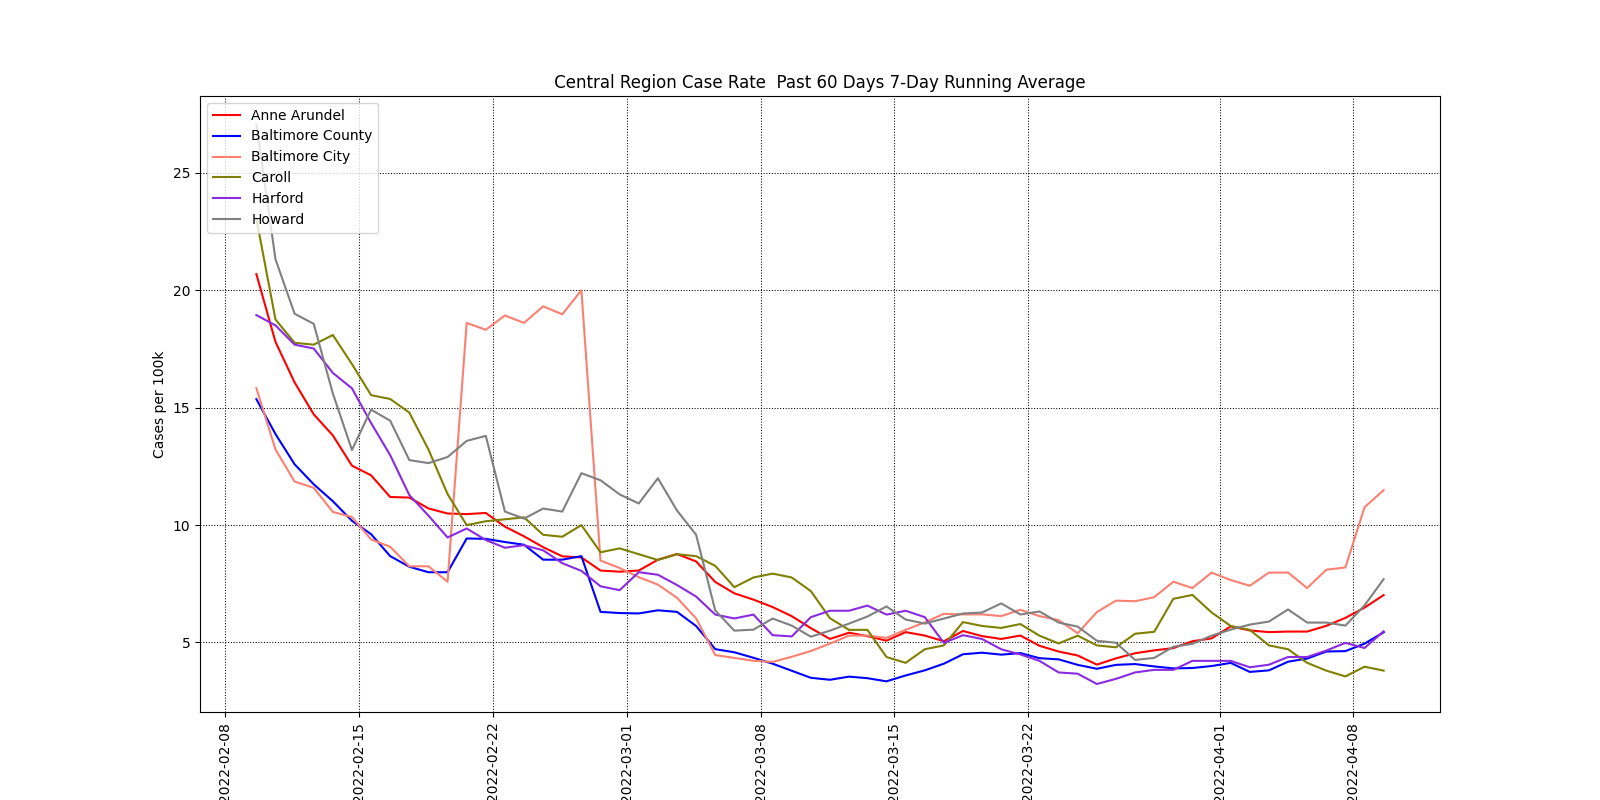 Central Region Case Rate  Past 60 Days 7-Day Running Average
Anne Arundel
Baltimore County
Baltimore City
Caroll
Harford
Howard
Cases per 100k
25
20
15
10
5
2022-02-08
2022-02-15
2022-02-22
2022-03-01
2022-03-08
2022-03-15
2022-03-22
2022-04-01
2022-04-08